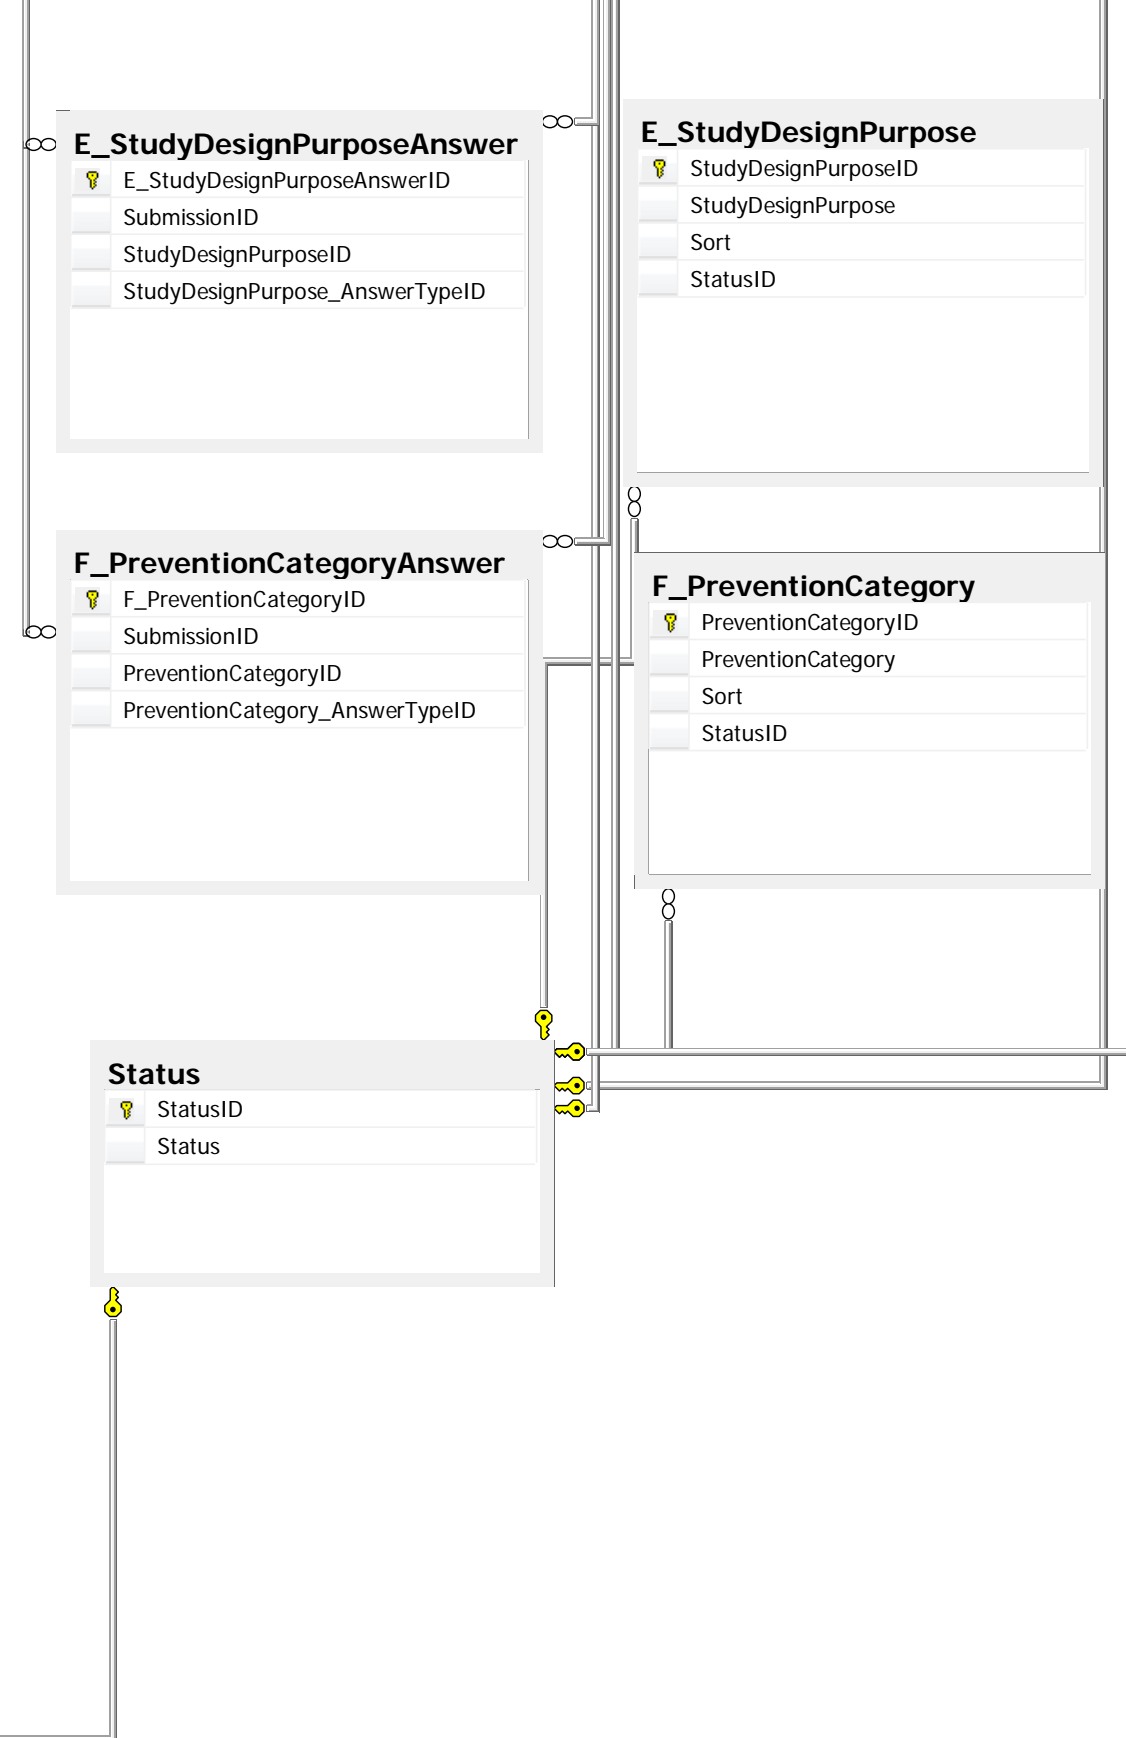 E_StudyDesignPurposeAnswer
E_StudyDesignPurposeAnswerID
SubmissionID
StudyDesignPurposeID
StudyDesignPurpose_AnswerTypeID
E_StudyDesignPurpose
StudyDesignPurposeID
StudyDesignPurpose
Sort
StatusID
F_PreventionCategoryAnswer
F_PreventionCategoryID
SubmissionID
PreventionCategoryID
PreventionCategory_AnswerTypeID
F_PreventionCategory
PreventionCategoryID
PreventionCategory
Sort
StatusID
Status
StatusID
Status